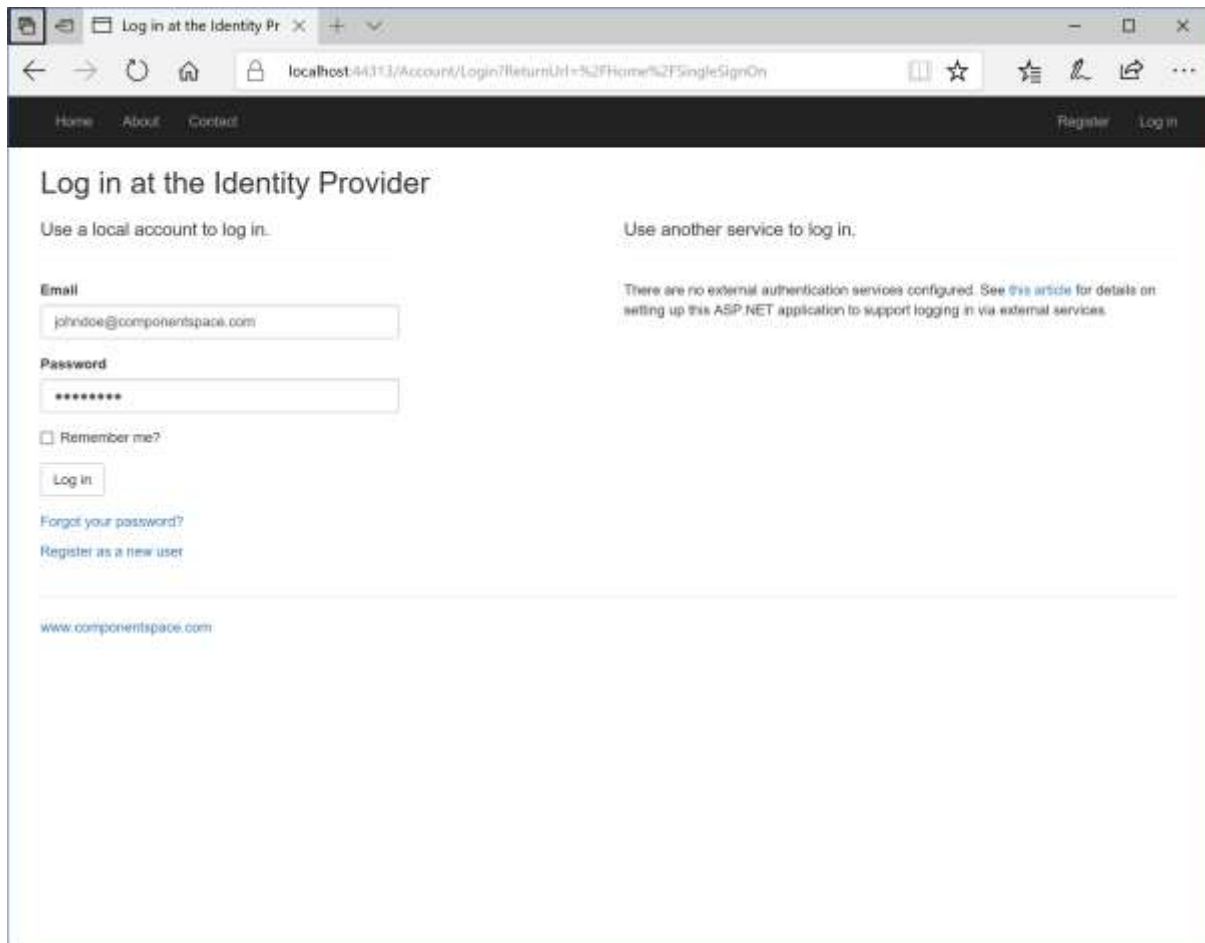 Log in at the Identity Pr
localhost:44313/Account/Login?ReturnUrl=%2FHome%2FSingleSignOn
Home About Contact Register Log in
Log in at the Identity Provider
Use a local account to log in.
Email
johndoe@componentspace.com
Password
••••••••
Remember me?
Log in
Forgot your password?
Register as a new user
Use another service to log in.
There are no external authentication services configured. See this article for details on
setting up this ASP.NET application to support logging in via external services.
www.componentspace.com